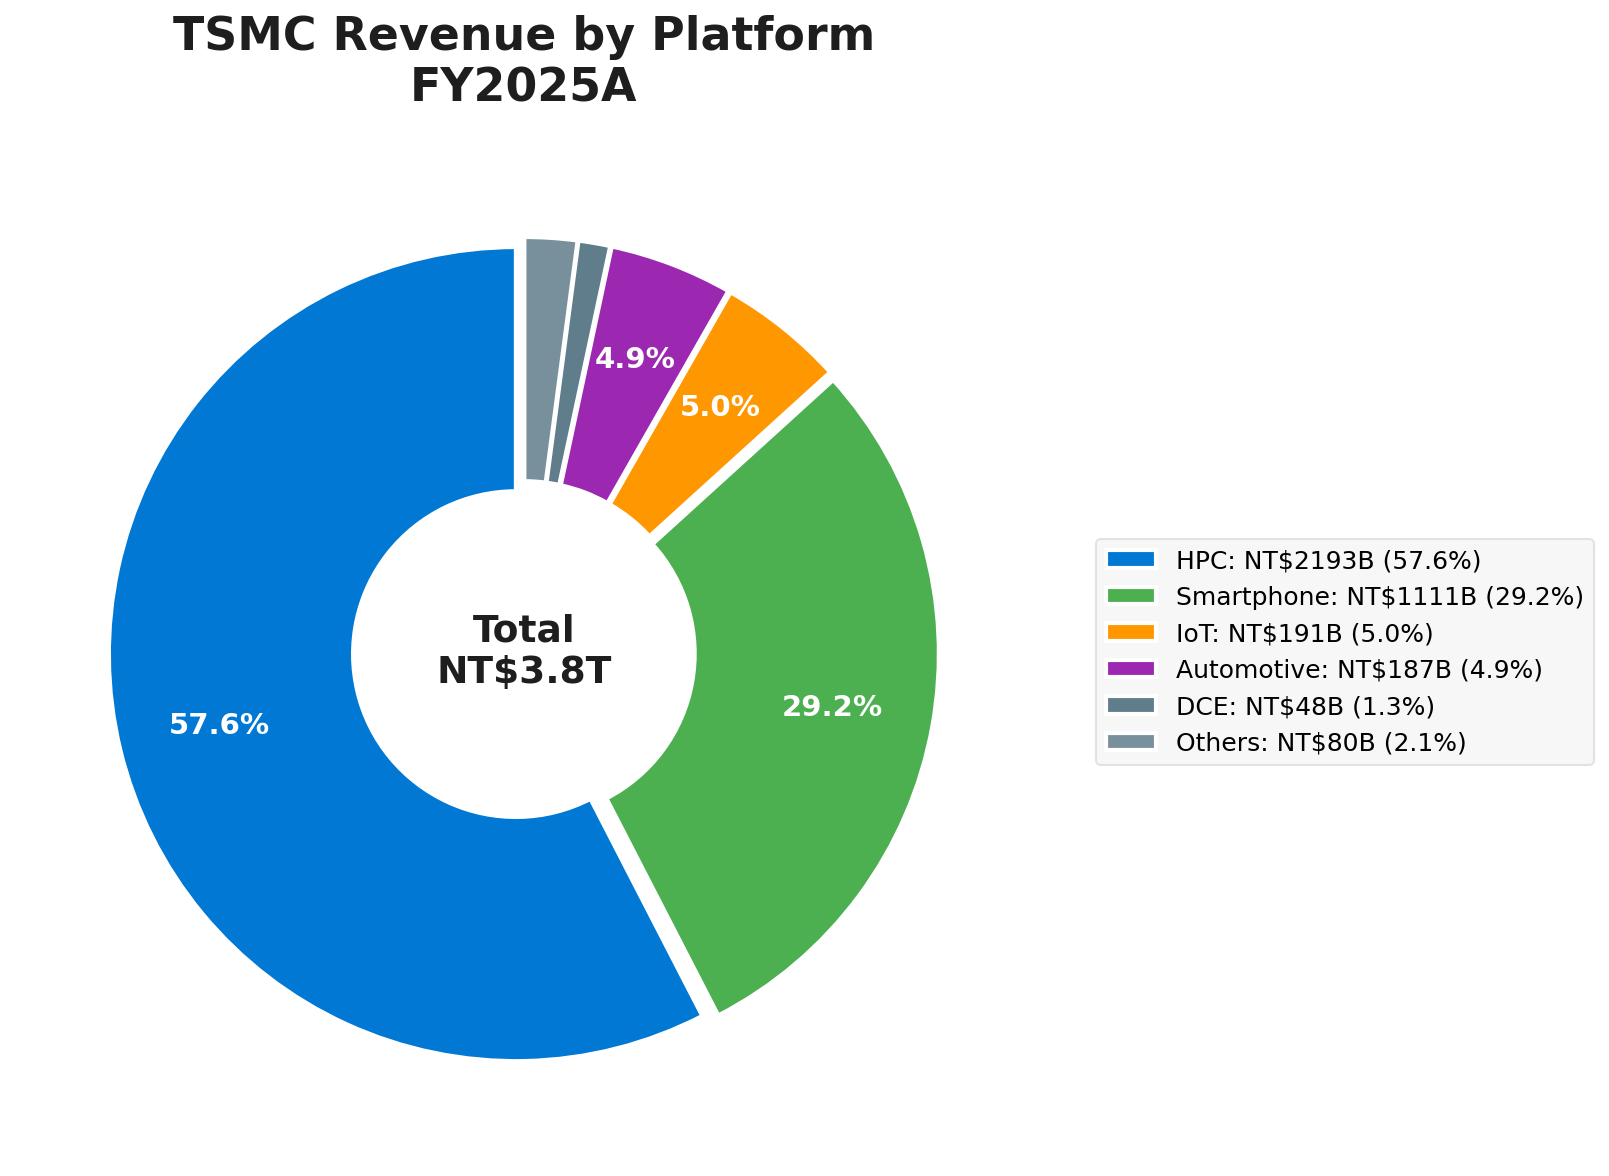 TSMC Revenue by Platform
FY2025A
4.9%
5.0%
Total
NT$3.8T
57.6%
29.2%
HPC: NT$2193B (57.6%)
Smartphone: NT$1111B (29.2%)
IoT: NT$191B (5.0%)
Automotive: NT$187B (4.9%)
DCE: NT$48B (1.3%)
Others: NT$80B (2.1%)